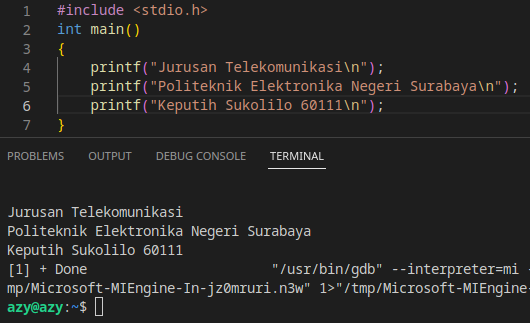 1 #include <stdio.h>
2 int main()
3 {
4 printf("Jurusan Telekomunikasi\n");
5 printf("Politeknik Elektronika Negeri Surabaya\n");
6 printf("Keputih Sukolilo 60111\n");
7 }
PROBLEMS OUTPUT DEBUG CONSOLE TERMINAL
Jurusan Telekomunikasi
Politeknik Elektronika Negeri Surabaya
Keputih Sukolilo 60111
[1] + Done "/usr/bin/gdb" --interpreter=mi -
mp/Microsoft-MIEngine-In-jz0mruri.n3w" 1>"/tmp/Microsoft-MIEngine-
azy@azy:~$